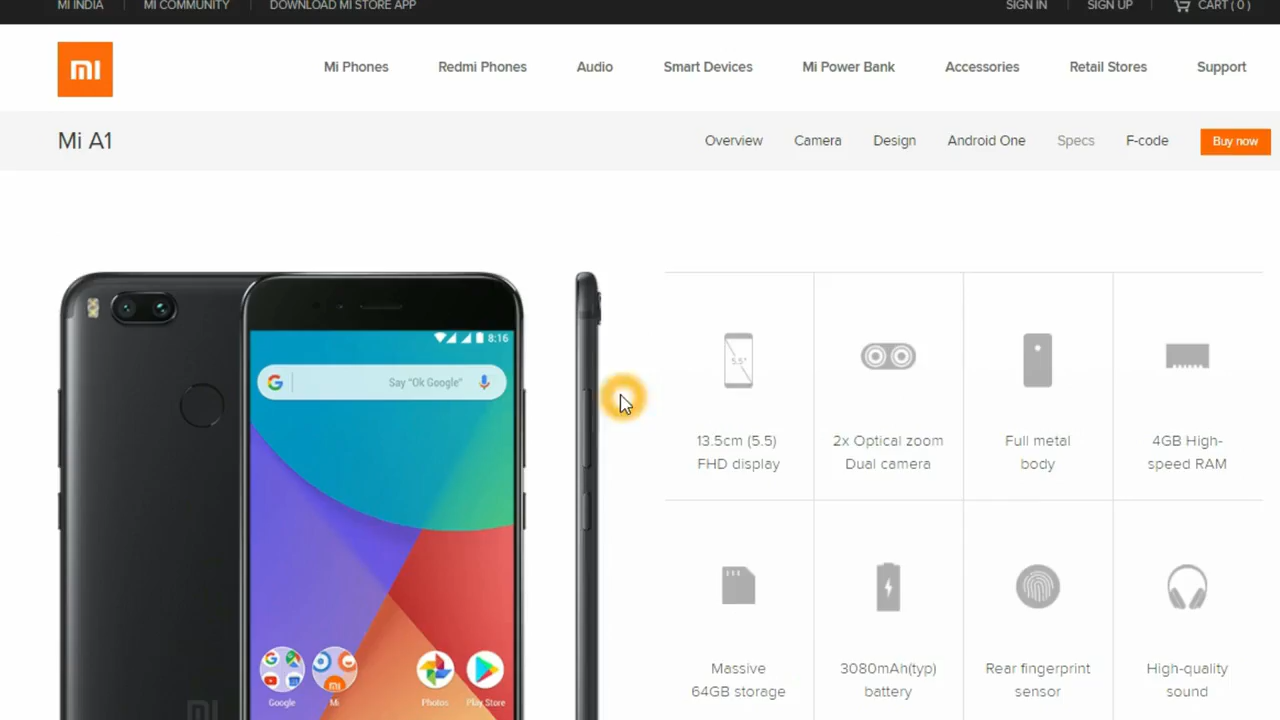 MI INDIA
MI COMMUNITY
DOWNLOAD MI STORE APP
SIGN IN
SIGN UP
CART ( 0 )
MI
Mi Phones
Redmi Phones
Audio
Smart Devices
Mi Power Bank
Accessories
Retail Stores
Support
Mi A1
Overview
Camera
Design
Android One
Specs
F-code
Buy now
8:16
Say "Ok Google"
Google
Mi
Photos
Play Store
MI
5.5"
13.5cm (5.5)
FHD display
2x Optical zoom
Dual camera
Full metal
body
4GB High-
speed RAM
Massive
64GB storage
3080mAh(typ)
battery
Rear fingerprint
sensor
High-quality
sound